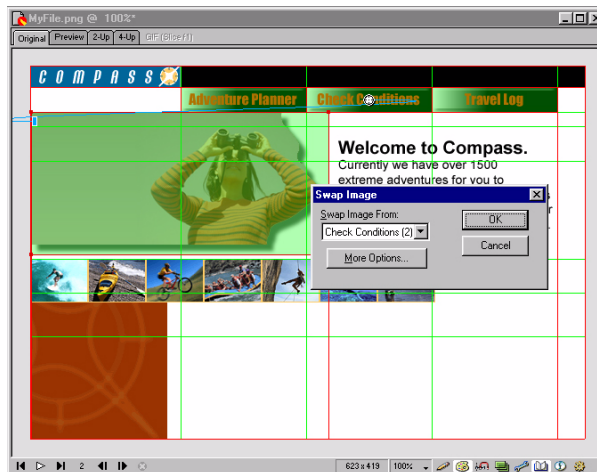 MyFile.png @ 100%*
Original Preview 2-Up 4-Up GIF (Slice #1)
COMPASS
Adventure Planner Check Conditions Travel Log
Welcome to Compass.
Currently we have over 1500
extreme adventures for you to
Swap Image
Swap Image From:
Check Conditions (2)
OK
Cancel
More Options...
2
623 x 419 100%